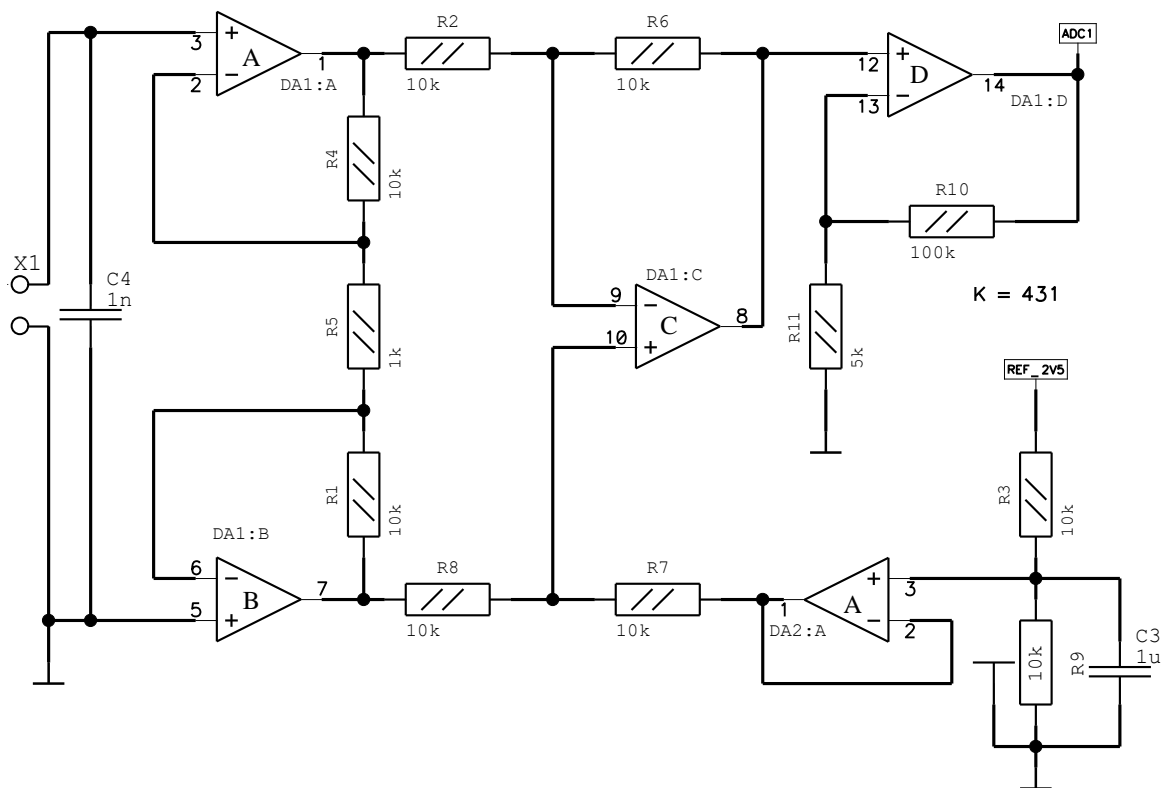 R2
R6
ADC1
3
+
A
1
2
−
DA1:A
10k
10k
12
+
D
13
−
14
DA1:D
R4
10k
R10
100k
X1
C4
1n
DA1:C
9
−
C
8
10
+
K = 431
R5
1k
R11
5k
REF_2V5
R1
10k
R3
10k
DA1:B
6
−
B
7
5
+
R8
10k
R7
10k
1
A
+
3
−
2
DA2:A
10k
R9
C3
1u